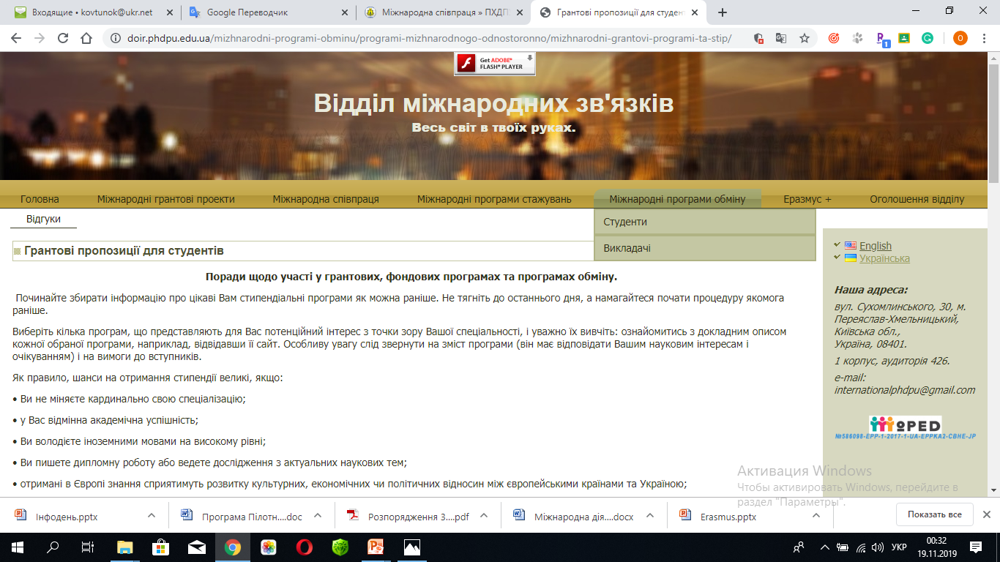 Входящие • kovtunok@ukr.net
Google Переводчик
Міжнародна співпраця » ПХДП
Грантові пропозиції для студен
doir.phdpu.edu.ua/mizhnarodni-programi-obminu/programi-mizhnarodnogo-odnostoronno/mizhnarodni-grantovi-programi-ta-stip/
1
О
Get ADOBE®
FLASH® PLAYER
Відділ міжнародних зв'язків
Весь світ в твоїх руках.
Головна
Міжнародні грантові проекти
Міжнародна співпраця
Міжнародні програми стажувань
Міжнародні програми обміну
Еразмус +
Оголошення відділу
Відгуки
Студенти
Викладачі
Грантові пропозиції для студентів
Поради щодо участі у грантових, фондових програмах та програмах обміну.
Починайте збирати інформацію про цікаві Вам стипендіальні програми як можна раніше. Не тягніть до останнього дня, а намагайтеся почати процедуру якомога
раніше.
Виберіть кілька програм, що представляють для Вас потенційний інтерес з точки зору Вашої спеціальності, і уважно їх вивчіть: ознайомитись з докладним описом
кожної обраної програми, наприклад, відвідавши її сайт. Особливу увагу слід звернути на зміст програми (він має відповідати Вашим науковим інтересам і
очікуванням) і на вимоги до вступників.
Як правило, шанси на отримання стипендії великі, якщо:
• Ви не міняєте кардинально свою спеціалізацію;
• у Вас відмінна академічна успішність;
• Ви володієте іноземними мовами на високому рівні;
• Ви пишете дипломну роботу або ведете дослідження з актуальних наукових тем;
• отримані в Європі знання сприятимуть розвитку культурних, економічних чи політичних відносин між європейськими країнами та Україною;
English
Українська
Наша адреса:
вул. Сухомлинського, 30, м.
Переяслав-Хмельницький,
Київська обл.,
Україна, 08401.
1 корпус, аудиторія 426.
e-mail:
internationalphdpu@gmail.com
MOPED
№586098-EPP-1-2017-1-UA-EPPKA2-CBHE-JP
Активация Windows
Чтобы активировать Windows, перейдите в
раздел "Параметры".
Інфодень.pptx
Програма Пілотн....doc
Розпорядження З....pdf
Міжнародна дія....docx
Erasmus.pptx
Показать все
УКР
00:32
19.11.2019